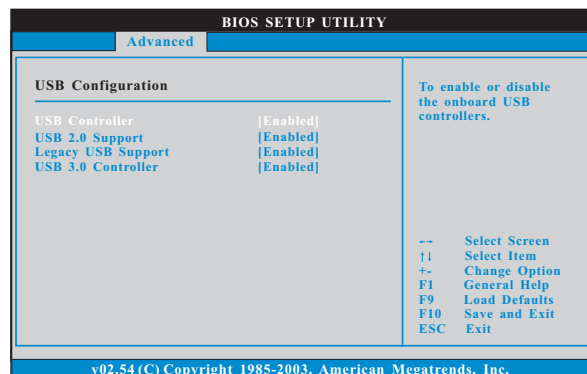 BIOS SETUP UTILITY
Advanced
USB Configuration
USB Controller [Enabled]
USB 2.0 Support [Enabled]
Legacy USB Support [Enabled]
USB 3.0 Controller [Enabled]
To enable or disable
the onboard USB
controllers.
←→ Select Screen
↑↓ Select Item
+- Change Option
F1 General Help
F9 Load Defaults
F10 Save and Exit
ESC Exit
v02.54 (C) Copyright 1985-2003, American Megatrends, Inc.